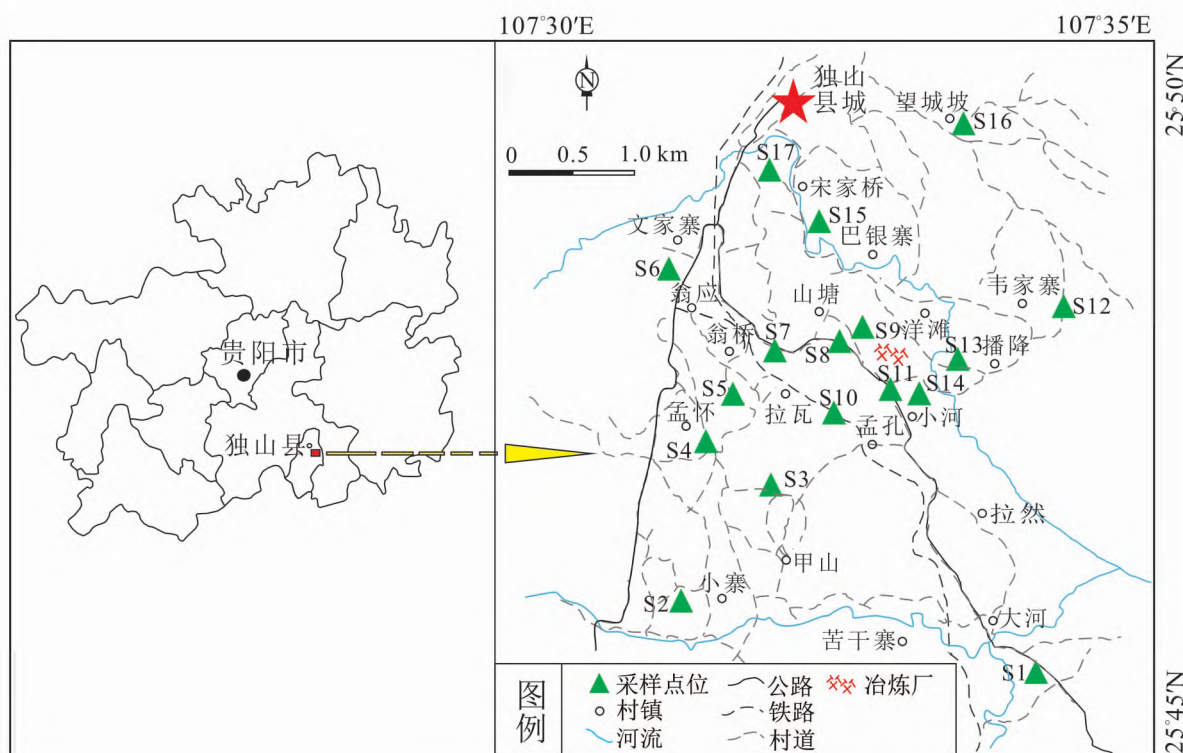 107°30′E
107°35′E
25°50′N
25°45′N
N
0 0.5 1.0 km
贵阳市
独山县
独山
县城
望城坡
S16
S17
宋家桥
S15
文家寨
巴银寨
S6
翁应
山塘
韦家寨
S12
翁桥
S7
S8
S9
洋滩
S13
播降
S5
拉瓦
S10
S11
S14
小河
孟怀
S4
孟孔
S3
拉然
甲山
S2
小寨
大河
苦干寨
S1
图例
采样点位
公路
冶炼厂
村镇
铁路
河流
村道